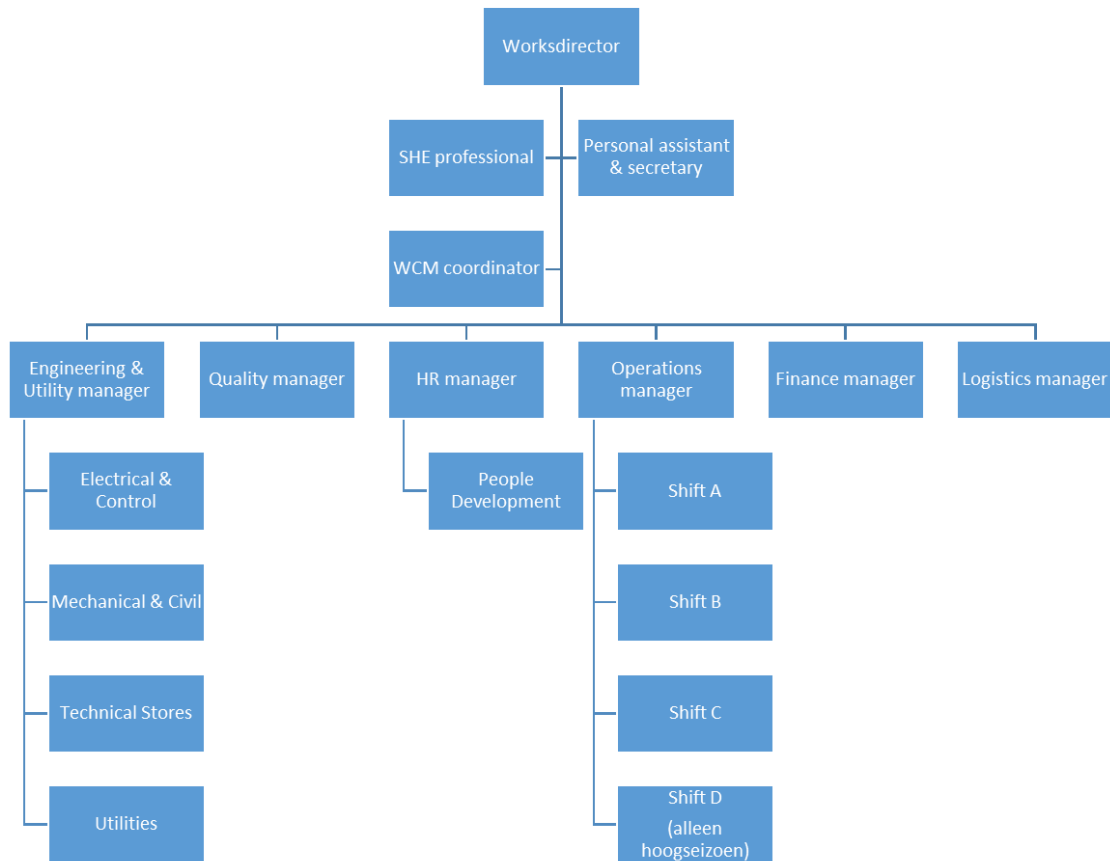 Worksdirector
SHE professional
Personal assistant
& secretary
WCM coordinator
Engineering &
Utility manager
Quality manager
HR manager
Operations
manager
Finance manager
Logistics manager
Electrical &
Control
People
Development
Shift A
Mechanical & Civil
Shift B
Technical Stores
Shift C
Utilities
Shift D
(alleen
hoogseizoen)